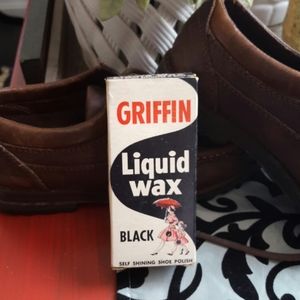 GRIFFIN
Liquid
wax
BLACK
SELF SHINING SHOE POLISH